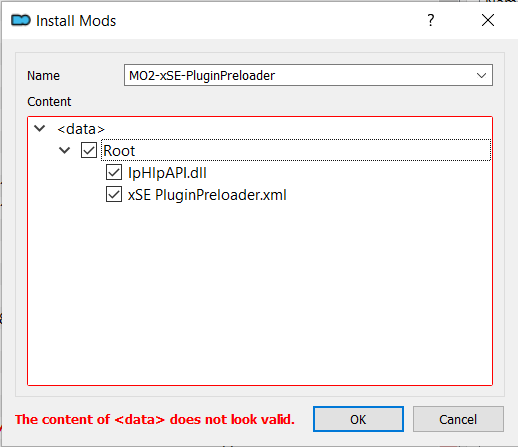 Install Mods
?
Name
MO2-xSE-PluginPreloader
Content
<data>
Root
IpHlpAPI.dll
xSE PluginPreloader.xml
The content of <data> does not look valid.
OK
Cancel